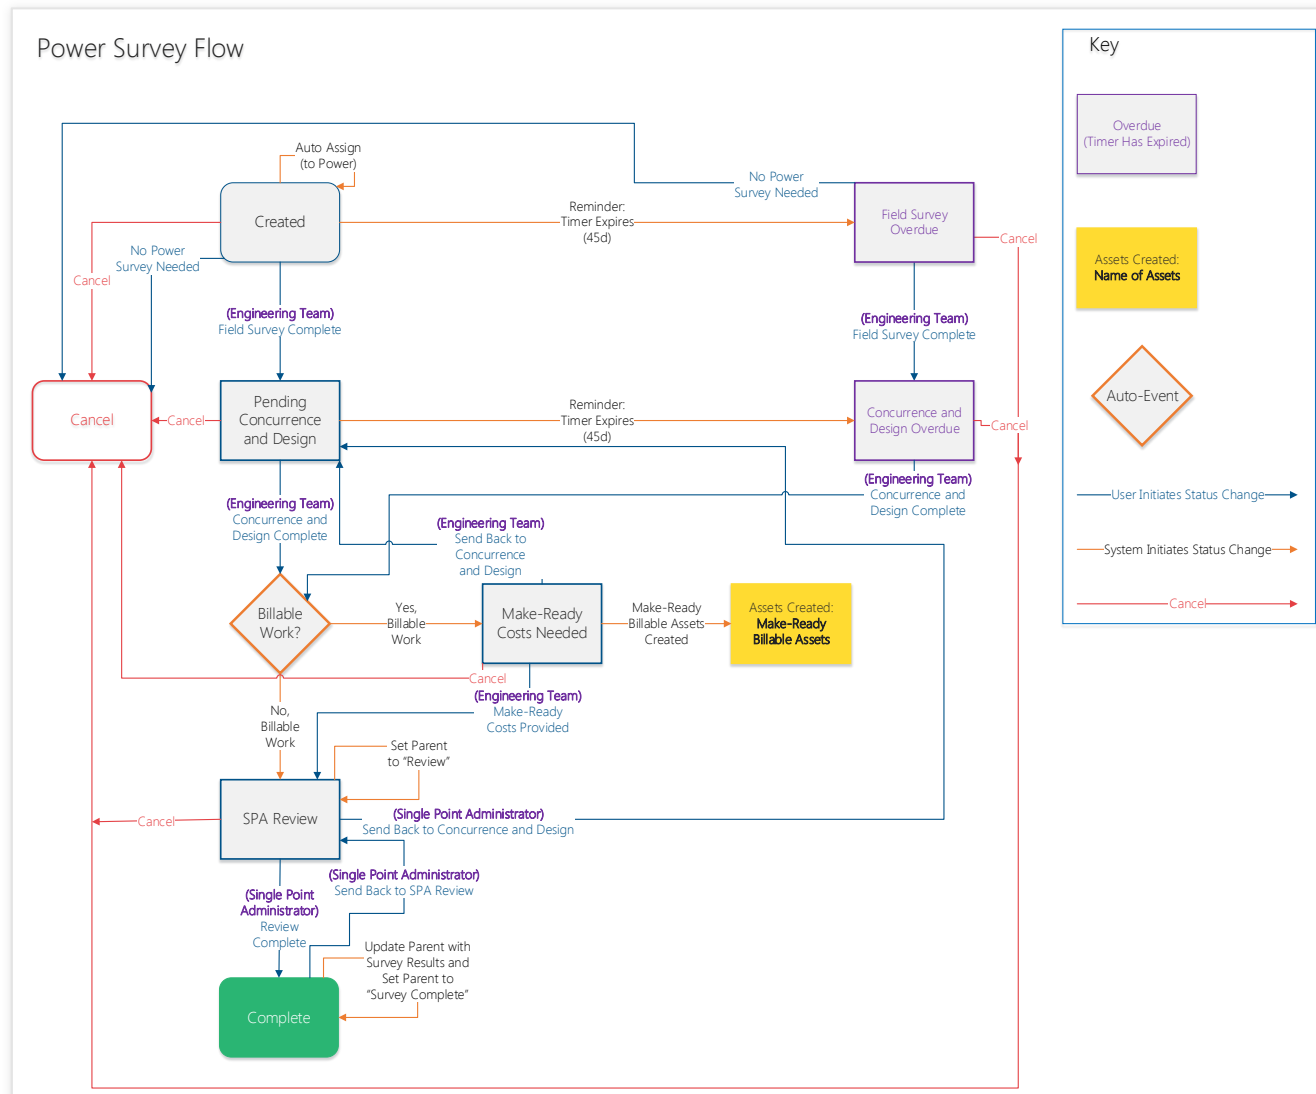 Power Survey Flow
Key
Overdue
(Timer Has Expired)
Assets Created:
Name of Assets
Auto-Event
User Initiates Status Change
System Initiates Status Change
Cancel
Auto Assign
(to Power)
Created
No Power
Survey Needed
Reminder:
Timer Expires
(45d)
Field Survey
Overdue
Cancel
No Power
Survey Needed
Cancel
(Engineering Team)
Field Survey Complete
(Engineering Team)
Field Survey Complete
Cancel
Cancel
Pending
Concurrence
and Design
Reminder:
Timer Expires
(45d)
Concurrence and
Design Overdue
Cancel
(Engineering Team)
Concurrence and
Design Complete
(Engineering Team)
Send Back to
Concurrence
and Design
(Engineering Team)
Concurrence and
Design Complete
Billable
Work?
Yes,
Billable
Work
Make-Ready
Costs Needed
Make-Ready
Billable Assets
Created
Assets Created:
Make-Ready
Billable Assets
Cancel
(Engineering Team)
Make-Ready
Costs Provided
No,
Billable
Work
Set Parent
to “Review”
Cancel
SPA Review
(Single Point Administrator)
Send Back to Concurrence and Design
(Single Point Administrator)
Send Back to SPA Review
(Single Point
Administrator)
Review
Complete
Update Parent with
Survey Results and
Set Parent to
“Survey Complete”
Complete